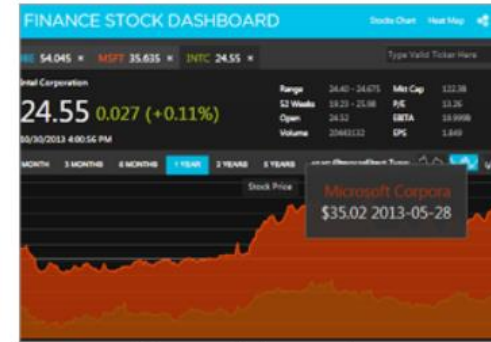 FINANCE STOCK DASHBOARD
Stocks Chart Heat Map
54.045 × MSFT 35.635 × INTC 24.55 ×
Type Valid Ticker Here
Intel Corporation
24.55 0.027 (+0.11%)
10/30/2013 4:00:56 PM
Range 24.40 - 24.675 Mkt Cap 122.3B
52 Weeks 19.23 - 25.98 P/E 13.26
Open 24.52 EBITA
Volume 20443132 EPS 1.849
MONTH 3 MONTHS 6 MONTHS 1 YEAR 2 YEARS 5 YEARS
Stock Price
Microsoft Corpora
$35.02 2013-05-28